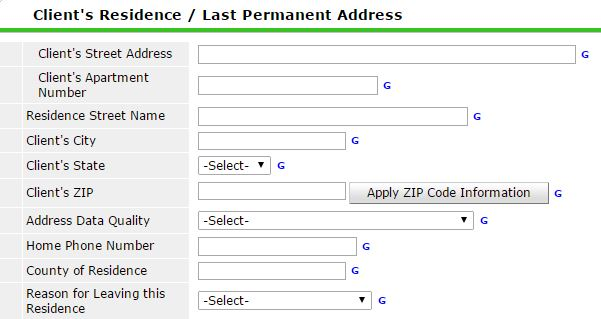 Client's Residence / Last Permanent Address
Client's Street Address G
Client's Apartment
Number G
Residence Street Name G
Client's City G
Client's State -Select- G
Client's ZIP Apply ZIP Code Information G
Address Data Quality -Select- G
Home Phone Number G
County of Residence G
Reason for Leaving this
Residence -Select- G